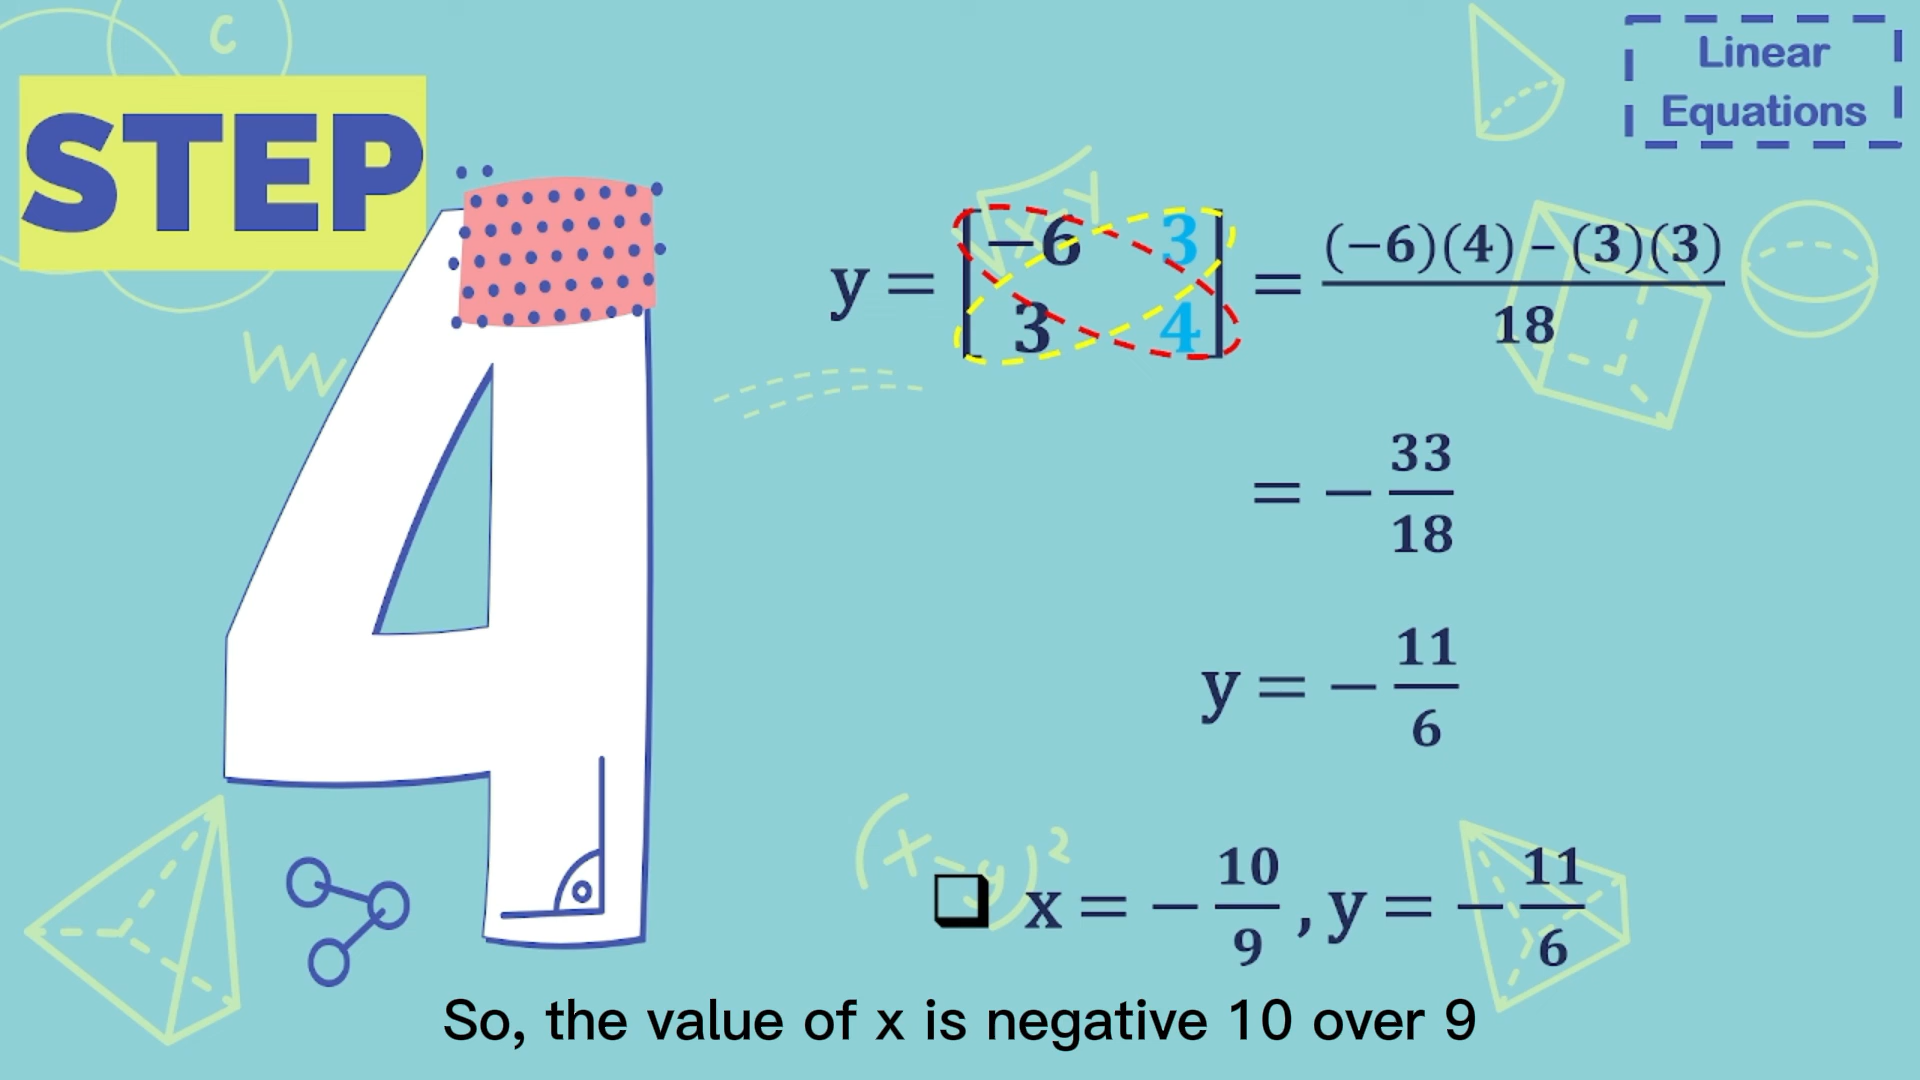 C
Linear
Equations
STEP
4
y = [−6 3
3 4] = (−6)(4) − (3)(3)
18
= − 33
18
y = − 11
6
(x − y)²
❑ x = − 10/9 , y = − 11/6
So, the value of x is negative 10 over 9